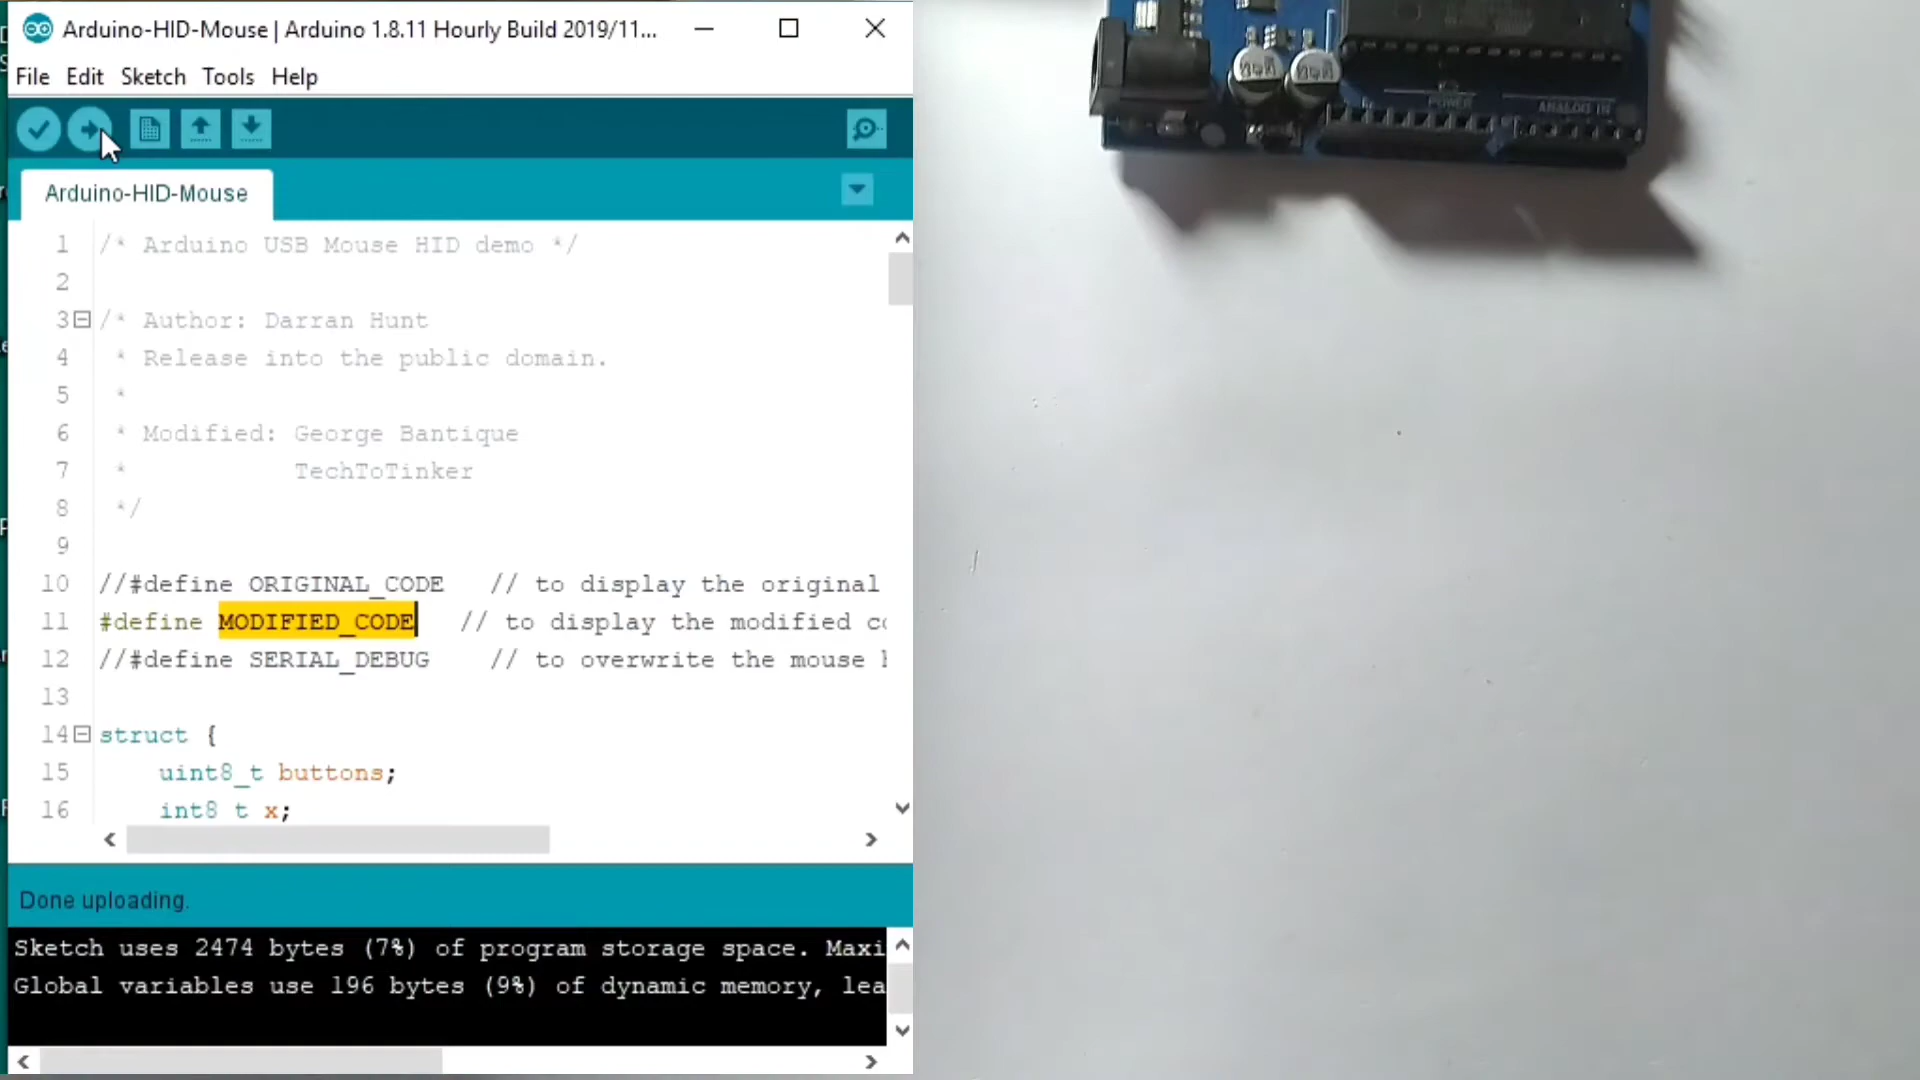 Arduino-HID-Mouse | Arduino 1.8.11 Hourly Build 2019/11...
File Edit Sketch Tools Help
Arduino-HID-Mouse
1 /* Arduino USB Mouse HID demo */
2
3 /* Author: Darran Hunt
4 * Release into the public domain.
5 *
6 * Modified: George Bantique
7 * TechToTinker
8 */
9
10 //#define ORIGINAL_CODE // to display the original
11 #define MODIFIED_CODE // to display the modified co
12 //#define SERIAL_DEBUG // to overwrite the mouse
13
14 struct {
15 uint8_t buttons;
16 int8_t x;
Done uploading.
Sketch uses 2474 bytes (7%) of program storage space. Maxi
Global variables use 196 bytes (9%) of dynamic memory, lea
POWER
ANALOG IN